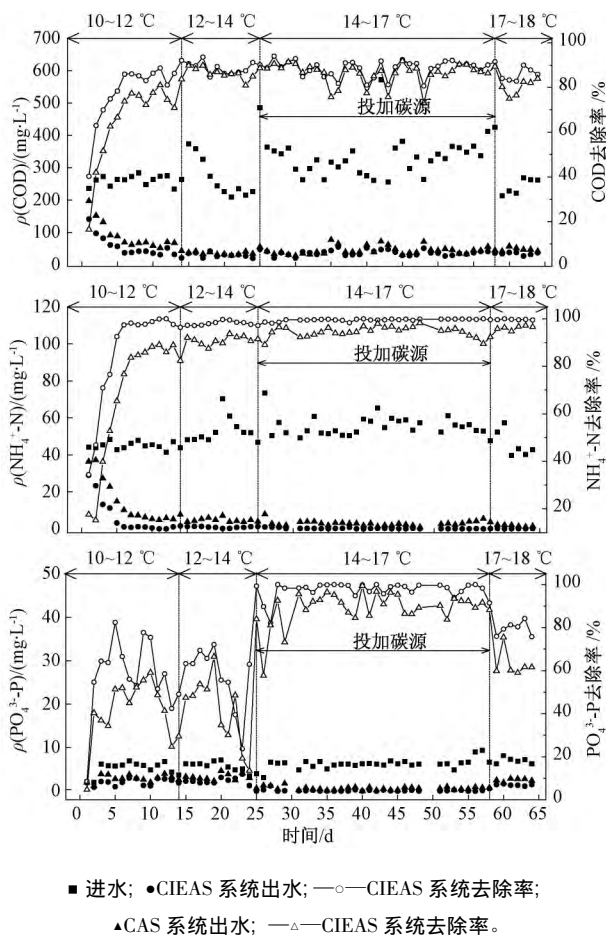 10~12 ℃ 12~14 ℃ 14~17 ℃ 17~18 ℃
700 600 500 400 300 200 100 0
ρ(COD)/(mg·L⁻¹)
投加碳源
100 80 60 40 20 0
COD去除率 /%
10~12 ℃ 12~14 ℃ 14~17 ℃ 17~18 ℃
120 100 80 60 40 20 0
ρ(NH₄⁺-N)/(mg·L⁻¹)
投加碳源
100 80 60 40 20
NH₄⁺-N去除率 /%
10~12 ℃ 12~14 ℃ 14~17 ℃ 17~18 ℃
50 40 30 20 10 0
ρ(PO₄³⁻-P)/(mg·L⁻¹)
投加碳源
100 80 60 40 20 0
PO₄³⁻-P去除率 /%
0 5 10 15 20 25 30 35 40 45 50 55 60 65
时间/d
■ 进水; ●CIEAS 系统出水; —○—CIEAS 系统去除率;
▲CAS 系统出水; —△—CIEAS 系统去除率。